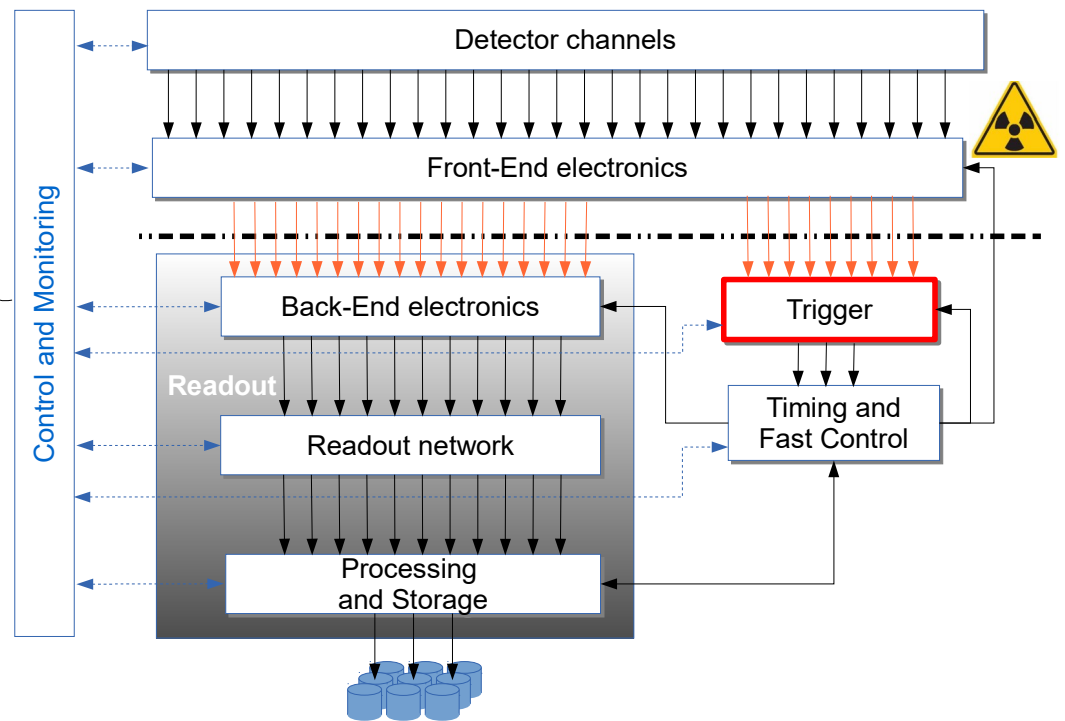 Detector channels
Front-End electronics
Control and Monitoring
Back-End electronics
Trigger
Readout
Timing and
Fast Control
Readout network
Processing
and Storage